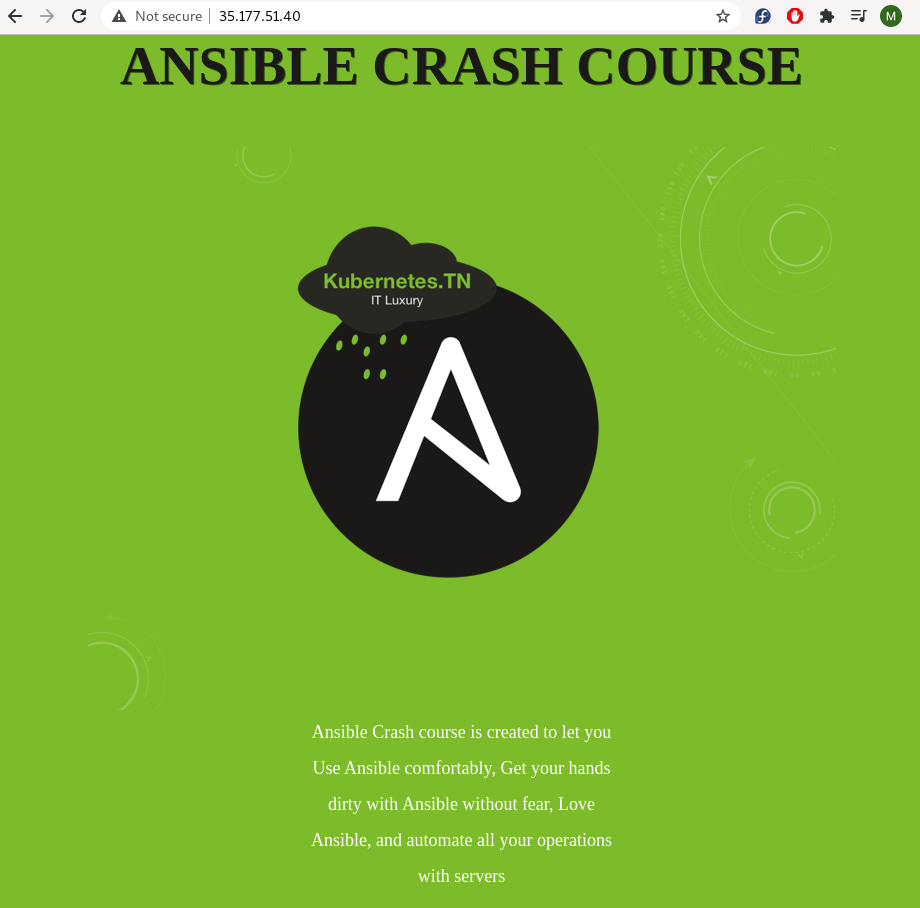 Not secure
35.177.51.40
M
ANSIBLE CRASH COURSE
Kubernetes.TN
IT Luxury
Ansible Crash course is created to let you
Use Ansible comfortably, Get your hands
dirty with Ansible without fear, Love
Ansible, and automate all your operations
with servers